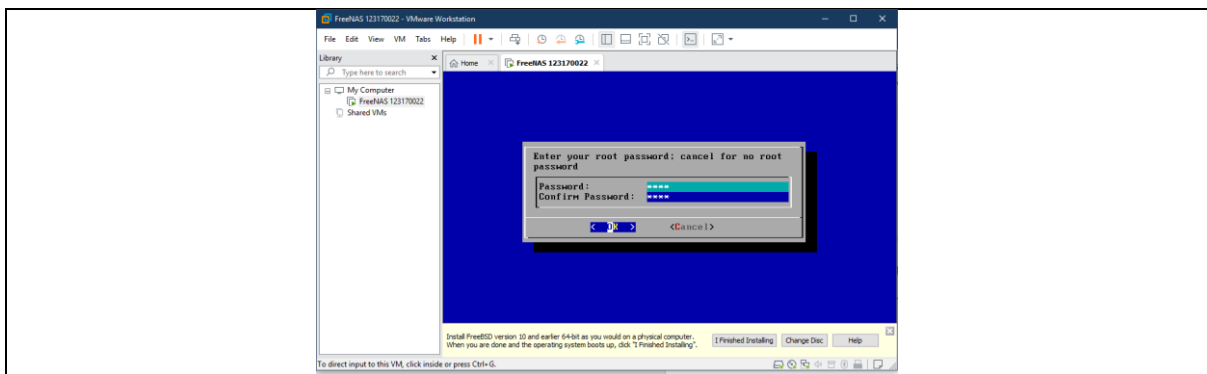 FreeNAS 123170022 - VMware Workstation
File Edit View VM Tabs Help
Library
Type here to search
My Computer
FreeNAS 123170022
Shared VMs
Home
FreeNAS 123170022
Enter your root password; cancel for no root
password
Password: ****
Confirm Password: ****
< OK > <Cancel>
Install FreeBSD version 10 and earlier 64-bit as you would on a physical computer.
When you are done and the operating system boots up, click "I Finished Installing".
I Finished Installing Change Disc Help
To direct input to this VM, click inside or press Ctrl+G.